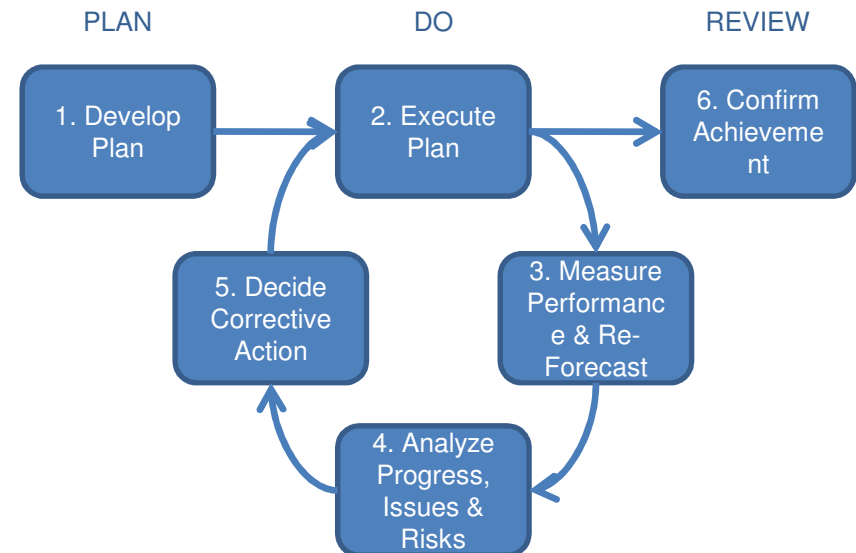 PLAN
DO
REVIEW
1. Develop
Plan
2. Execute
Plan
6. Confirm
Achieveme
nt
5. Decide
Corrective
Action
3. Measure
Performanc
e & Re-
Forecast
4. Analyze
Progress,
Issues &
Risks